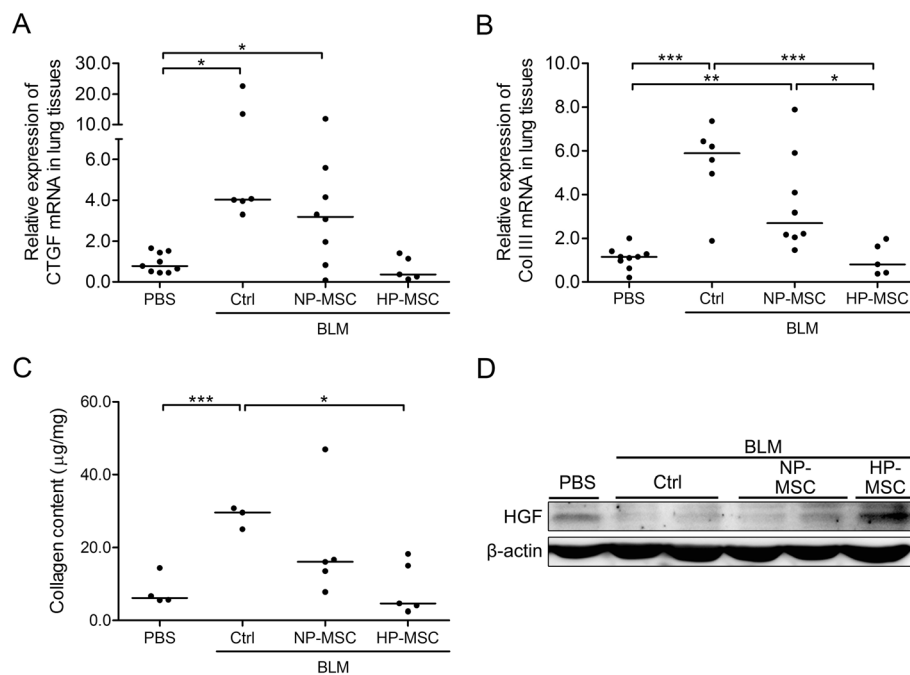 A
Relative expression of
CTGF mRNA in lung tissues
30.0
20.0
10.0
4.0
2.0
0.0
*
*
PBS
Ctrl
NP-MSC
HP-MSC
BLM
B
Relative expression of
Col III mRNA in lung tissues
10.0
8.0
6.0
4.0
2.0
0.0
***
***
**
*
PBS
Ctrl
NP-MSC
HP-MSC
BLM
C
Collagen content (μg/mg)
60.0
40.0
20.0
0.0
***
*
PBS
Ctrl
NP-MSC
HP-MSC
BLM
D
BLM
PBS
Ctrl
NP-
MSC
HP-
MSC
HGF
β-actin